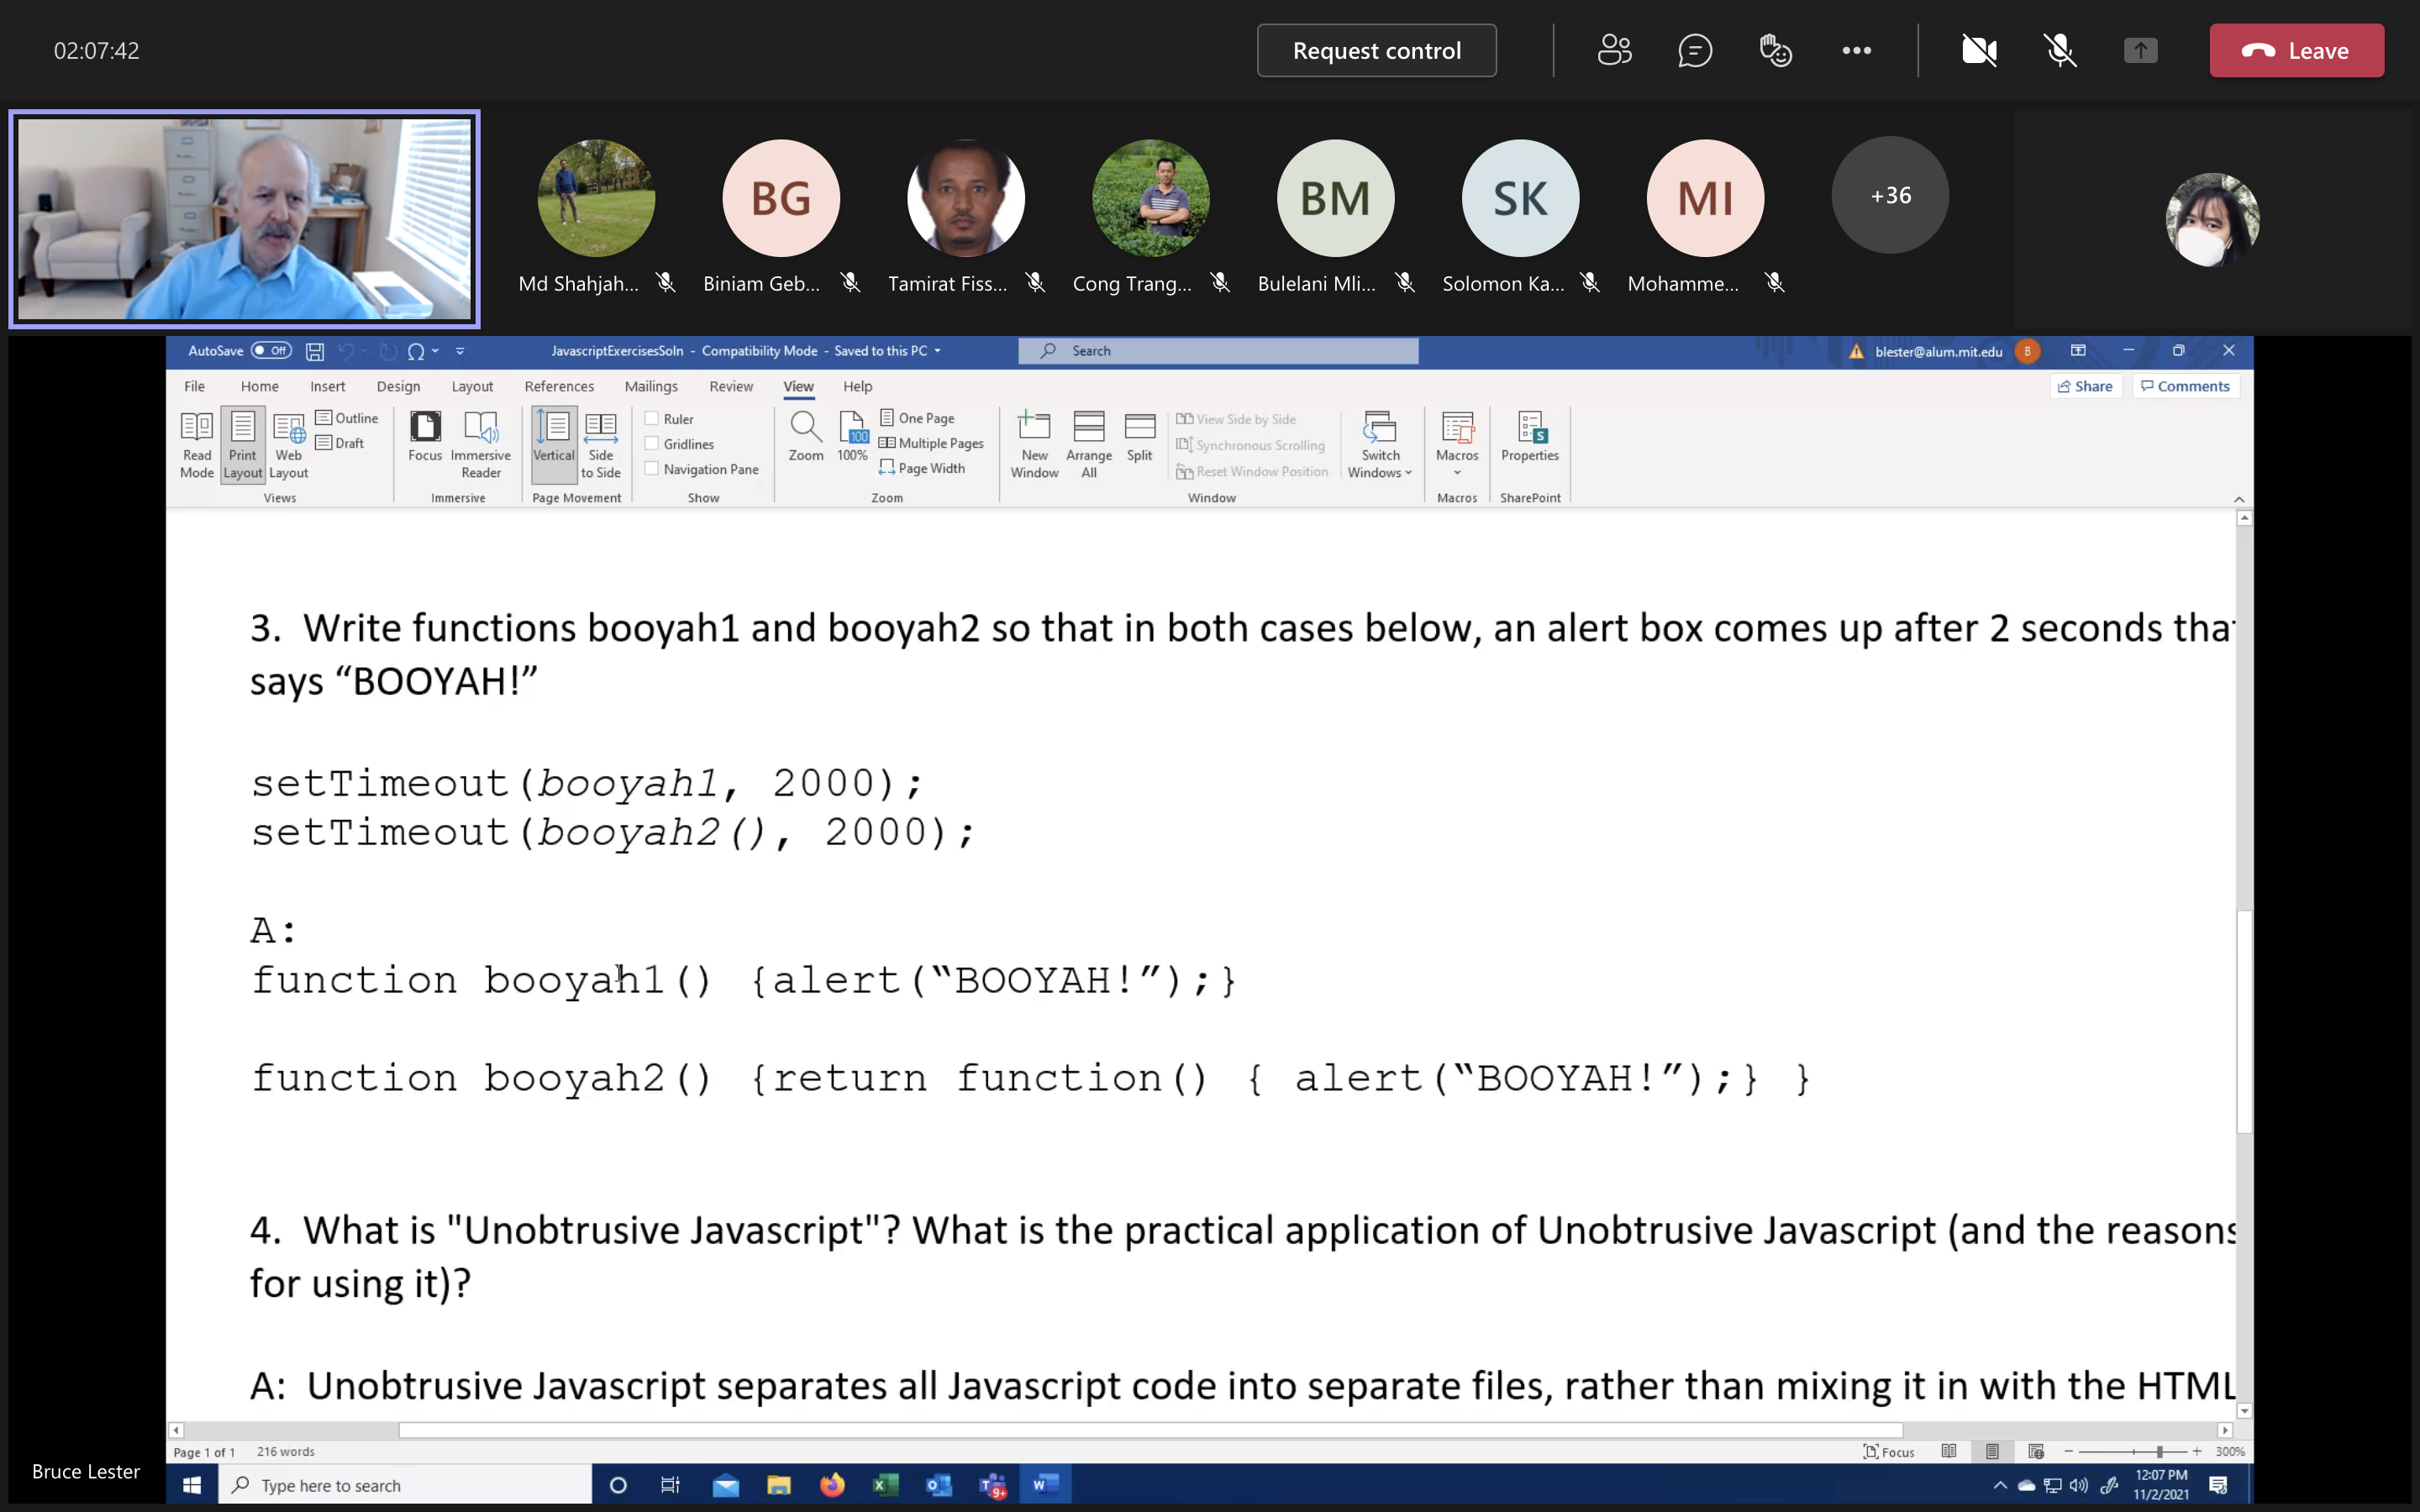 02:07:42
Request control
Leave
BG
BM
SK
MI
+36
Md Shahjah...
Biniam Geb...
Tamirat Fiss...
Cong Trang...
Bulelani Mli...
Solomon Ka...
Mohamme...
AutoSave Off
JavascriptExercisesSoln - Compatibility Mode - Saved to this PC
Search
blester@alum.mit.edu
B
File Home Insert Design Layout References Mailings Review View Help
Share
Comments
Read Mode
Print Layout
Web Layout
Outline
Draft
Views
Focus
Immersive Reader
Immersive
Vertical
Side to Side
Page Movement
Ruler
Gridlines
Navigation Pane
Show
Zoom
100
100%
One Page
Multiple Pages
Page Width
Zoom
New Window
Arrange All
Split
View Side by Side
Synchronous Scrolling
Reset Window Position
Window
Switch Windows
Macros
Macros
Properties
SharePoint
3. Write functions booyah1 and booyah2 so that in both cases below, an alert box comes up after 2 seconds that
says “BOOYAH!”
setTimeout(booyah1, 2000);
setTimeout(booyah2(), 2000);
A:
function booyah1() {alert(“BOOYAH!”);}
function booyah2() {return function() { alert(“BOOYAH!”);} }
4. What is "Unobtrusive Javascript"? What is the practical application of Unobtrusive Javascript (and the reasons
for using it)?
A: Unobtrusive Javascript separates all Javascript code into separate files, rather than mixing it in with the HTML
Page 1 of 1 216 words
Focus
300%
Bruce Lester
Type here to search
9+
12:07 PM
11/2/2021